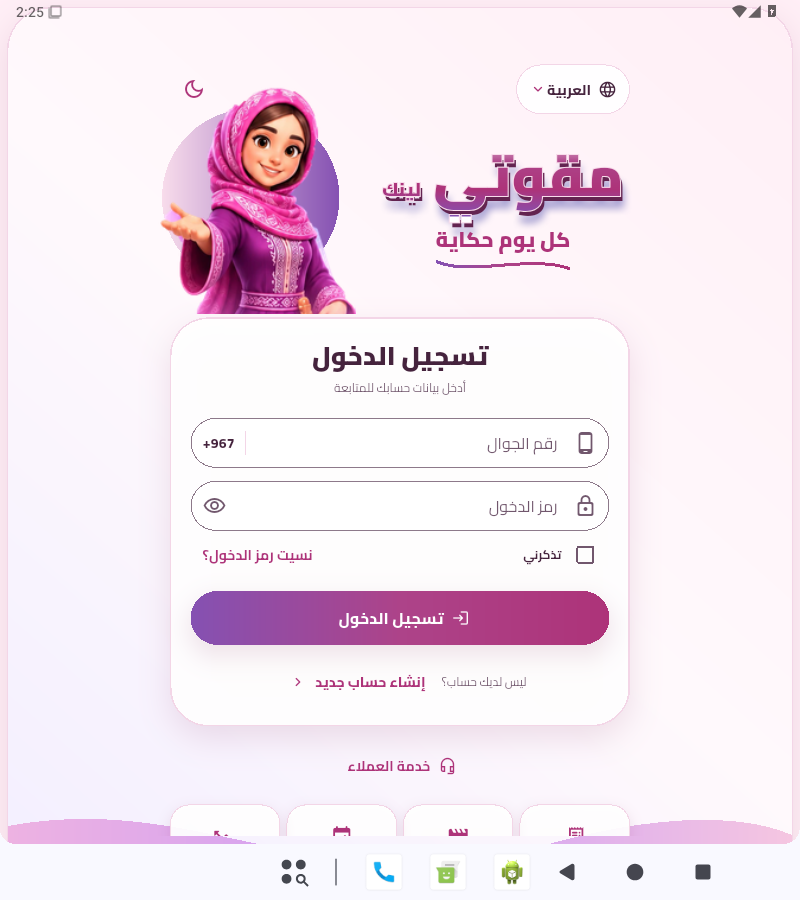 2:25
العربية
مقوتي لينك
كل يوم حكاية
تسجيل الدخول
أدخل بيانات حسابك للمتابعة
رقم الجوال
+967
رمز الدخول
تذكرني
نسيت رمز الدخول؟
تسجيل الدخول
ليس لديك حساب؟ إنشاء حساب جديد
خدمة العملاء